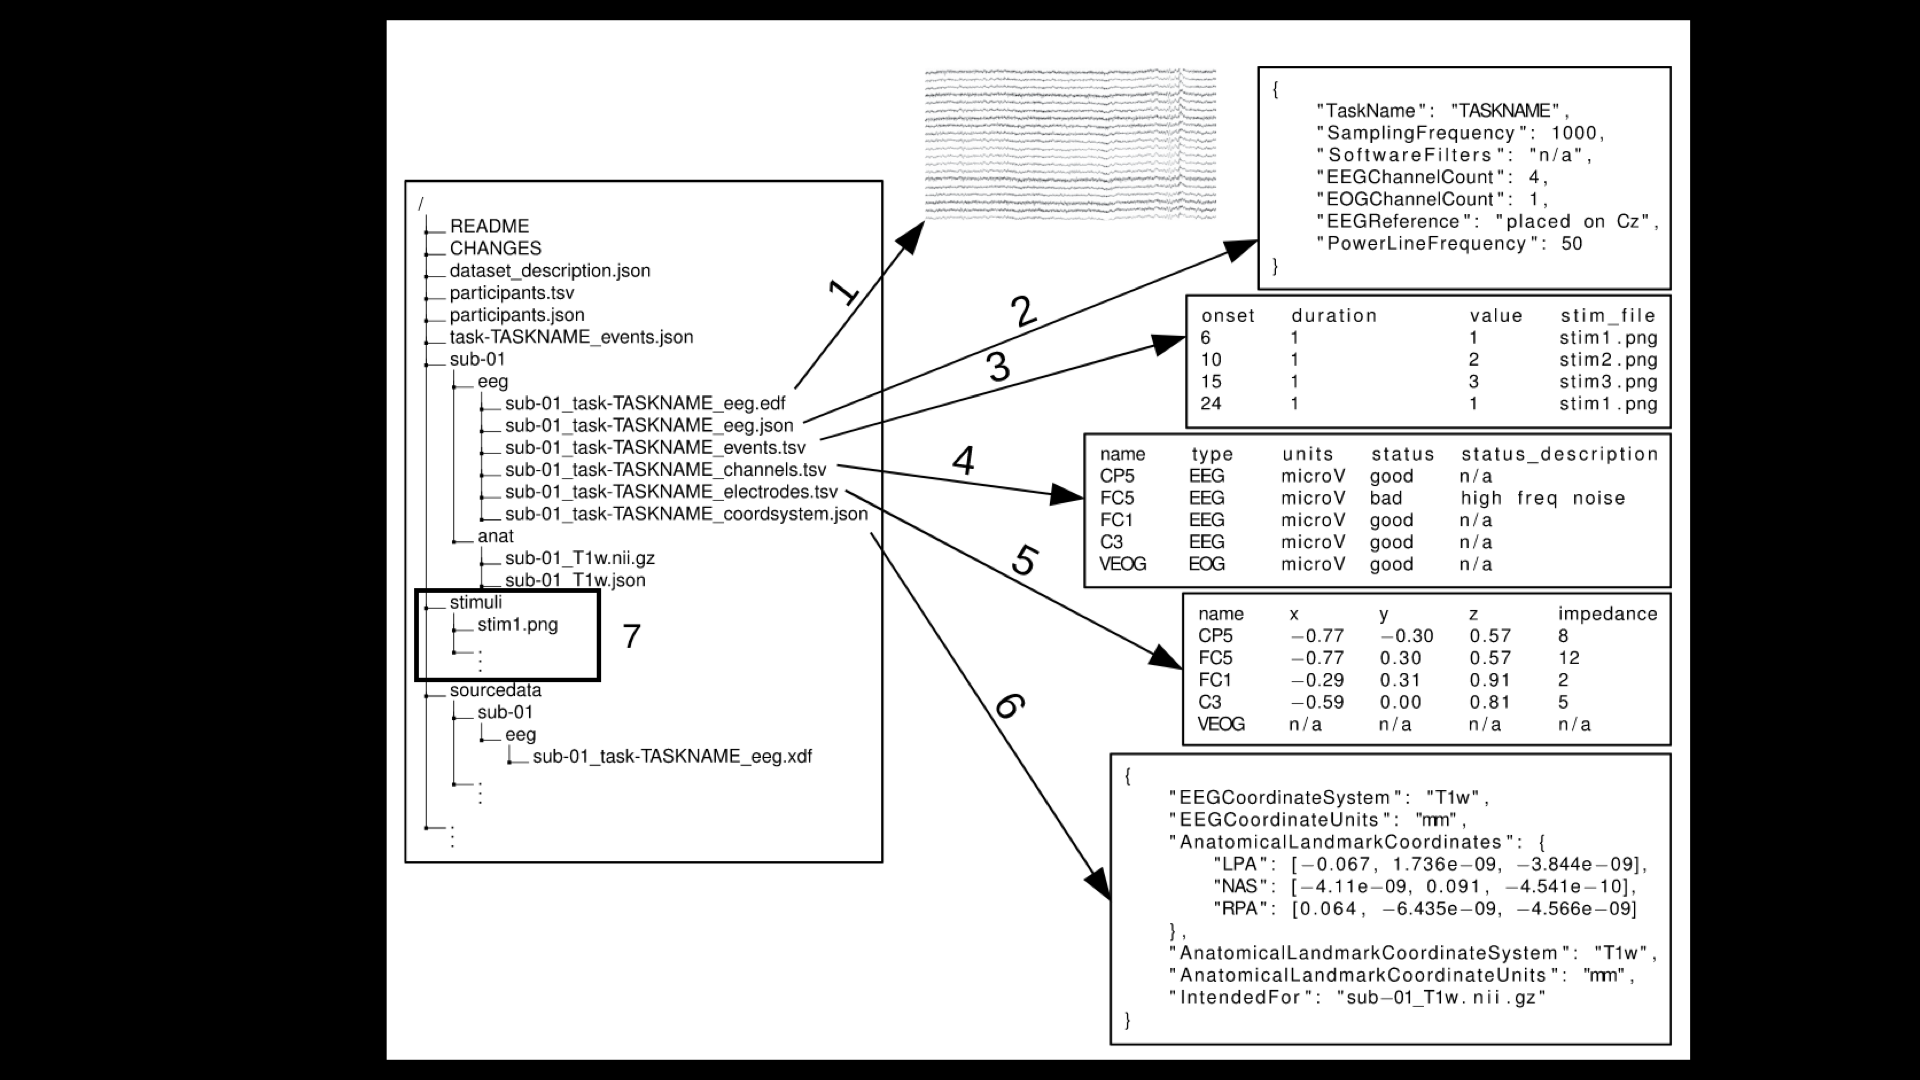 /
README
CHANGES
dataset_description.json
participants.tsv
participants.json
task-TASKNAME_events.json
sub-01
eeg
sub-01_task-TASKNAME_eeg.edf
sub-01_task-TASKNAME_eeg.json
sub-01_task-TASKNAME_events.tsv
sub-01_task-TASKNAME_channels.tsv
sub-01_task-TASKNAME_electrodes.tsv
sub-01_task-TASKNAME_coordsystem.json
anat
sub-01_T1w.nii.gz
sub-01_T1w.json
stimuli
stim1.png
:
sourcedata
sub-01
eeg
sub-01_task-TASKNAME_eeg.xdf
:
:
1
2
3
4
5
6
7
{
"TaskName": "TASKNAME",
"SamplingFrequency": 1000,
"SoftwareFilters": "n/a",
"EEGChannelCount": 4,
"EOGChannelCount": 1,
"EEGReference": "placed on Cz",
"PowerLineFrequency": 50
}
onset duration value stim_file
6 1 1 stim1.png
10 1 2 stim2.png
15 1 3 stim3.png
24 1 1 stim1.png
name type units status status_description
CP5 EEG microV good n/a
FC5 EEG microV bad high freq noise
FC1 EEG microV good n/a
C3 EEG microV good n/a
VEOG EOG microV good n/a
name x y z impedance
CP5 −0.77 −0.30 0.57 8
FC5 −0.77 0.30 0.57 12
FC1 −0.29 0.31 0.91 2
C3 −0.59 0.00 0.81 5
VEOG n/a n/a n/a n/a
{
"EEGCoordinateSystem": "T1w",
"EEGCoordinateUnits": "mm",
"AnatomicalLandmarkCoordinates": {
"LPA": [−0.067, 1.736e−09, −3.844e−09],
"NAS": [−4.11e−09, 0.091, −4.541e−10],
"RPA": [0.064, −6.435e−09, −4.566e−09]
},
"AnatomicalLandmarkCoordinateSystem": "T1w",
"AnatomicalLandmarkCoordinateUnits": "mm",
"IntendedFor": "sub−01_T1w.nii.gz"
}